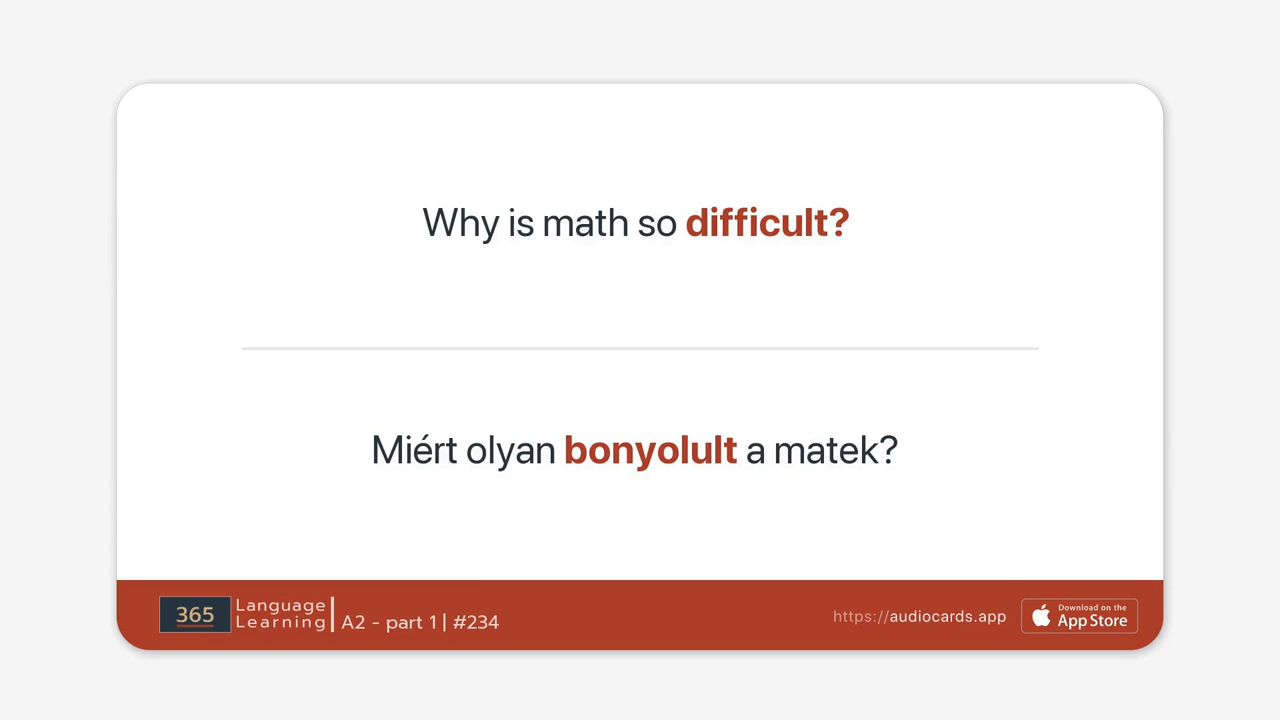 Why is math so difficult?
Miért olyan bonyolult a matek?
365 Language Learning | A2 - part 1 | #234
https://audiocards.app
Download on the
App Store